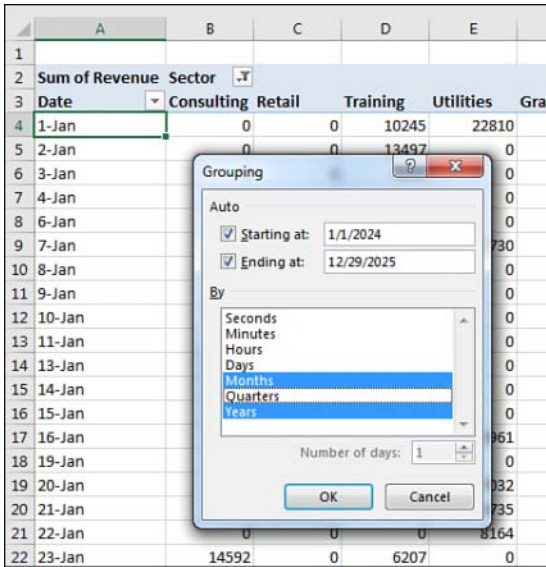 A B C D E
1
2 Sum of Revenue Sector
3 Date Consulting Retail Training Utilities Gra
4 1-Jan 0 0 10245 22810
5 2-Jan 0 0 13497 0
6 3-Jan 0
7 4-Jan 0
8 6-Jan 0
9 7-Jan 730
10 8-Jan 0
11 9-Jan 0
12 10-Jan 0
13 11-Jan 0
14 13-Jan 0
15 14-Jan 0
16 15-Jan 0
17 16-Jan 961
18 19-Jan 0
19 20-Jan 032
20 21-Jan 735
21 22-Jan 0 0 0 8164
22 23-Jan 14592 0 6207 0
Grouping
Auto
Starting at: 1/1/2024
Ending at: 12/29/2025
By
Seconds
Minutes
Hours
Days
Months
Quarters
Years
Number of days: 1
OK Cancel